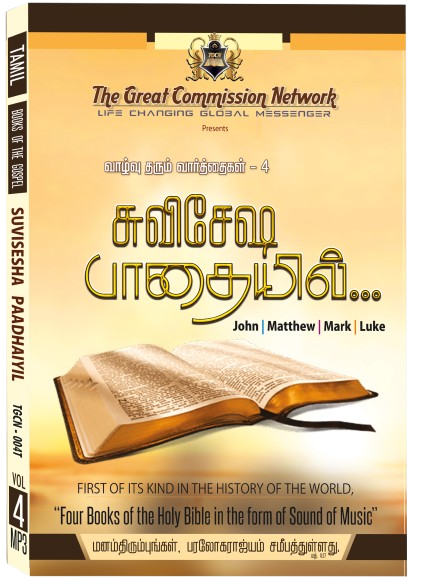 The Great Commission Network
LIFE CHANGING GLOBAL MESSENGER
Presents
வாழ்வு தரும் வார்த்தைகள் - 4
சுவிசேஷ
பாதையில்...
John | Matthew | Mark | Luke
FIRST OF ITS KIND IN THE HISTORY OF THE WORLD,
“Four Books of the Holy Bible in the form of Sound of Music”
மனம்திரும்புங்கள், பரலோகராஜ்யம் சமீபத்துள்ளது.
TAMIL
BOOKS OF THE GOSPEL
SUVISESHA PAADHAIYIL
TGCN - 004T
VOL
4
MP3